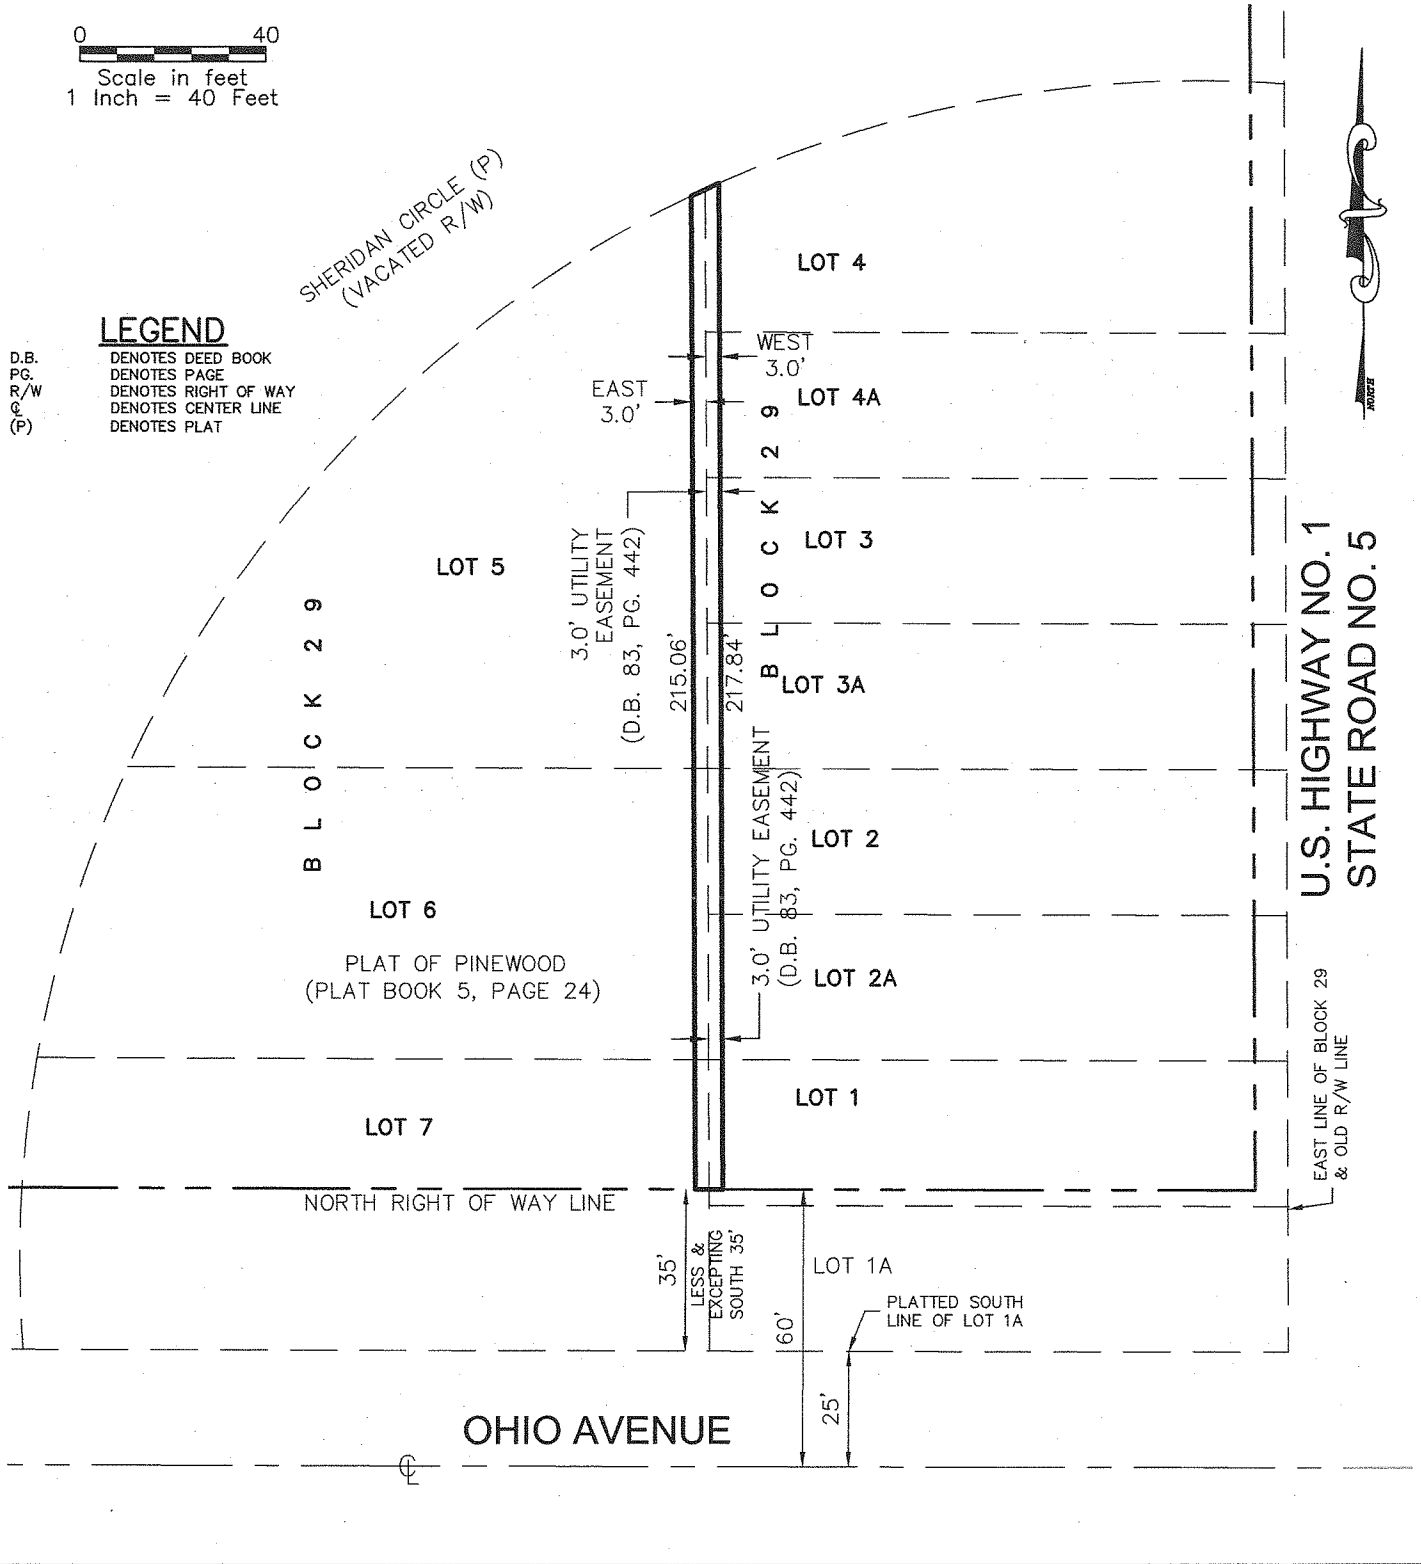 0 40
Scale in feet
1 Inch = 40 Feet
SHERIDAN CIRCLE (P)
(VACATED R/W)
NORTH
LEGEND
D.B. DENOTES DEED BOOK
PG. DENOTES PAGE
R/W DENOTES RIGHT OF WAY
℄ DENOTES CENTER LINE
(P) DENOTES PLAT
LOT 4
WEST
3.0'
EAST
3.0'
LOT 4A
BLOCK 29
LOT 3
LOT 5
3.0' UTILITY
EASEMENT
(D.B. 83, PG. 442)
215.06'
217.84'
LOT 3A
BLOCK 29
U.S. HIGHWAY NO. 1
STATE ROAD NO. 5
3.0' UTILITY EASEMENT
(D.B. 83, PG. 442)
LOT 2
LOT 6
PLAT OF PINEWOOD
(PLAT BOOK 5, PAGE 24)
LOT 2A
EAST LINE OF BLOCK 29
& OLD R/W LINE
LOT 1
LOT 7
NORTH RIGHT OF WAY LINE
35'
LESS &
EXCEPTING
SOUTH 35'
LOT 1A
60'
PLATTED SOUTH
LINE OF LOT 1A
25'
OHIO AVENUE
℄